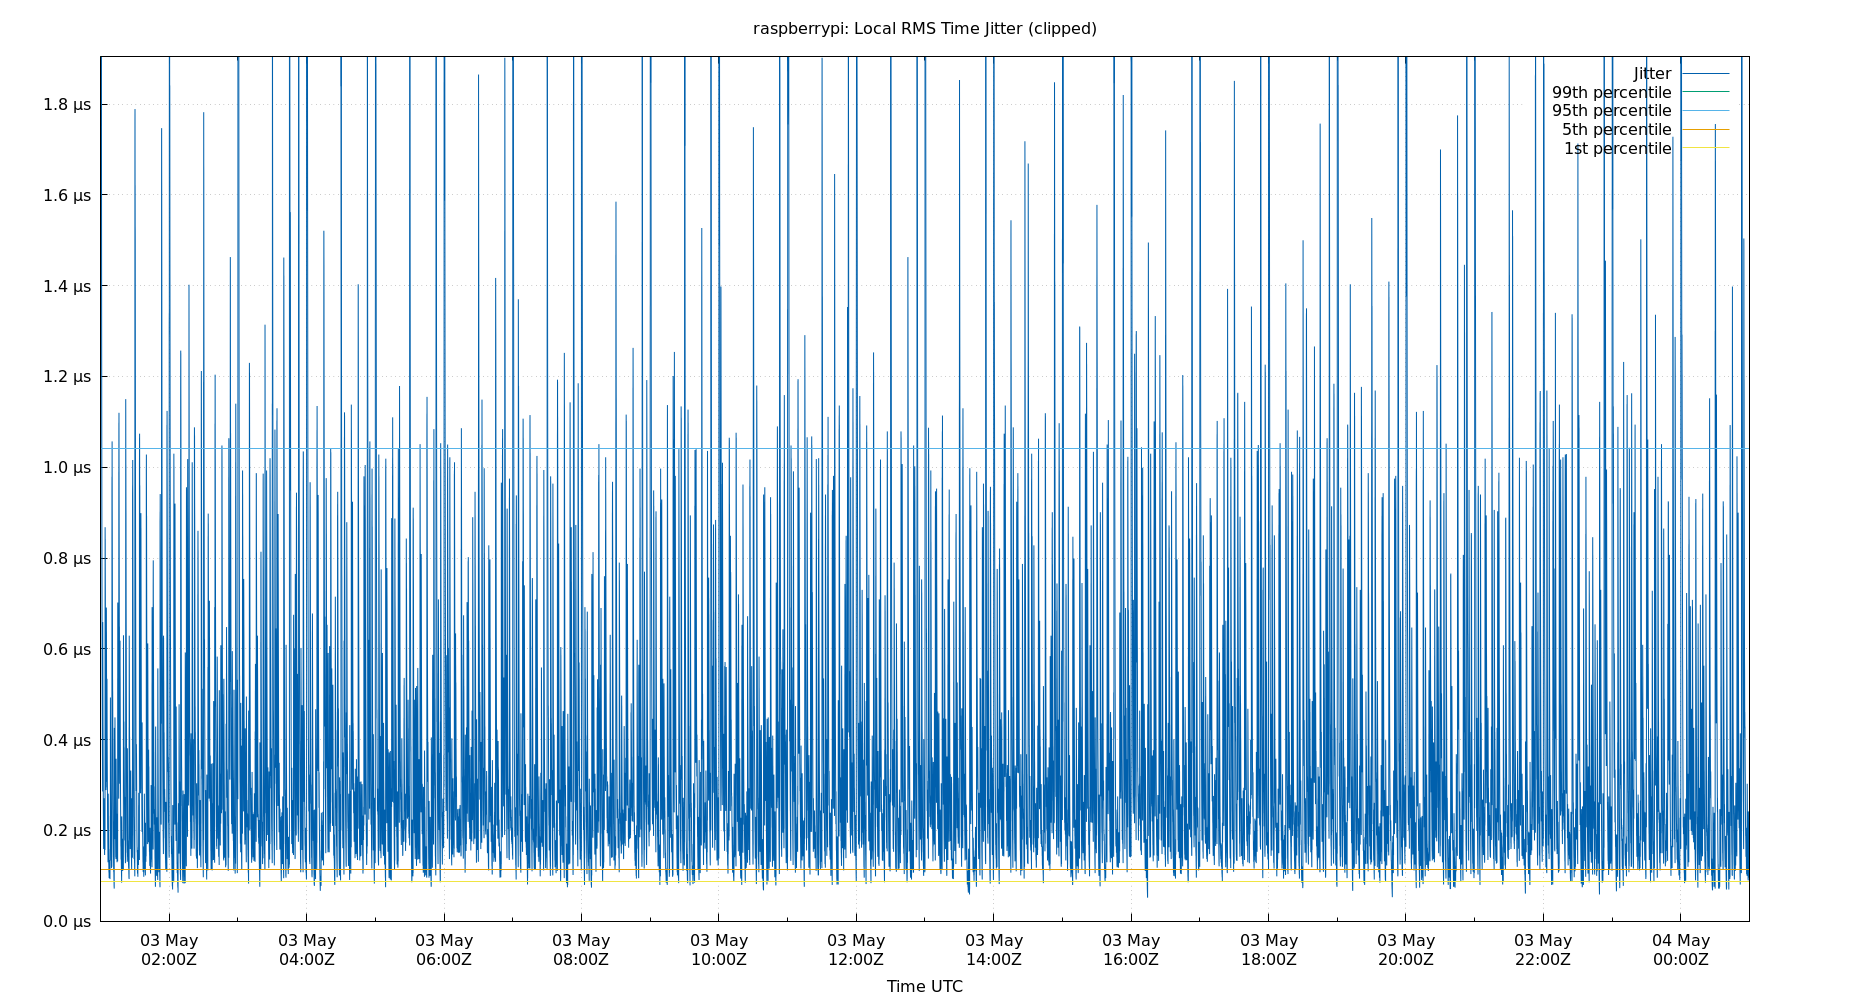 raspberrypi: Local RMS Time Jitter (clipped)
Jitter
99th percentile
95th percentile
5th percentile
1st percentile
1.8 μs
1.6 μs
1.4 μs
1.2 μs
1.0 μs
0.8 μs
0.6 μs
0.4 μs
0.2 μs
0.0 μs
03 May 03 May 03 May 03 May 03 May 03 May 03 May 03 May 03 May 03 May 03 May 04 May
02:00Z 04:00Z 06:00Z 08:00Z 10:00Z 12:00Z 14:00Z 16:00Z 18:00Z 20:00Z 22:00Z 00:00Z
Time UTC